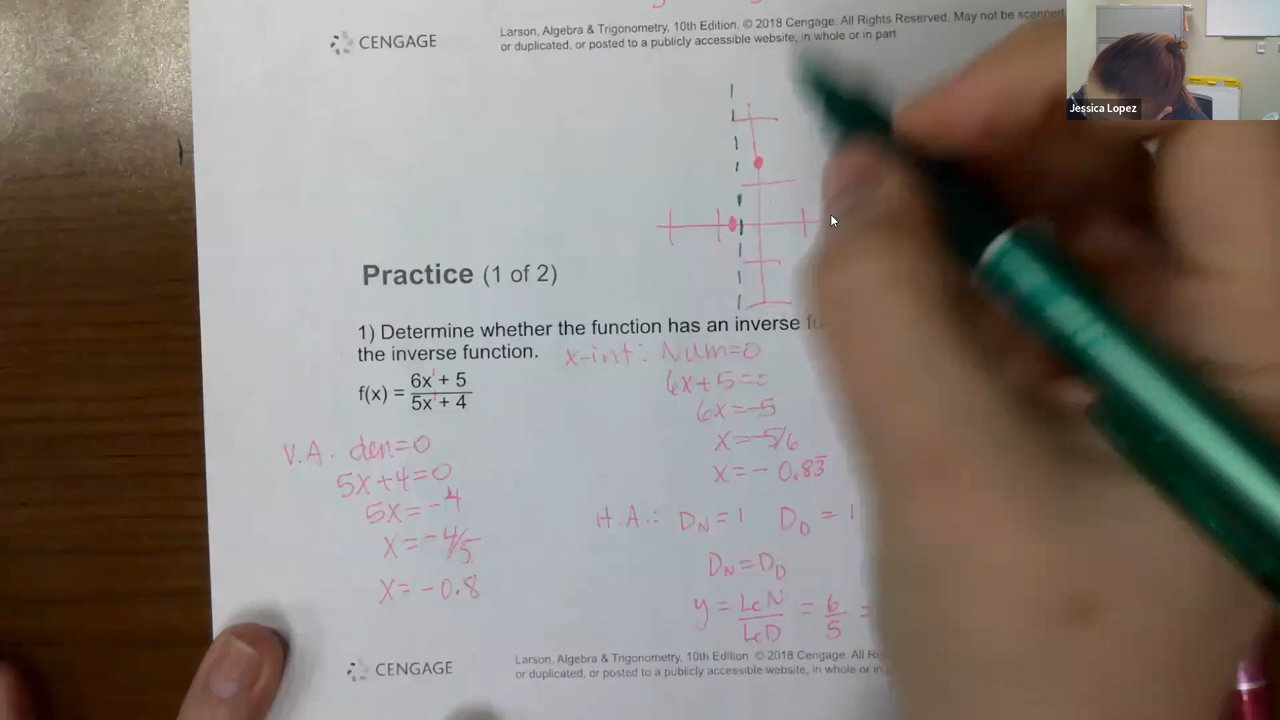 Larson, Algebra & Trigonometry, 10th Edition. © 2018 Cengage. All Rights Reserved. May not be scanned
CENGAGE
or duplicated, or posted to a publicly accessible website, in whole or in part
Jessica Lopez
Practice (1 of 2)
1) Determine whether the function has an inverse
the inverse function.
x-int: Num=0
f(x) = 6x + 5 / 5x + 4
6x+5=0
6x=-5
x=-5/6
x=-0.83̅
V.A. den=0
5x+4=0
5x=-4
x=-4/5
x=-0.8
H.A.: D_N=1 D_D=1
D_N=D_D
y=LcN/LcD=6/5=
CENGAGE
Larson, Algebra & Trigonometry, 10th Edition © 2018 Cengage. All
or duplicated, or posted to a publicly accessible website, in whole or in